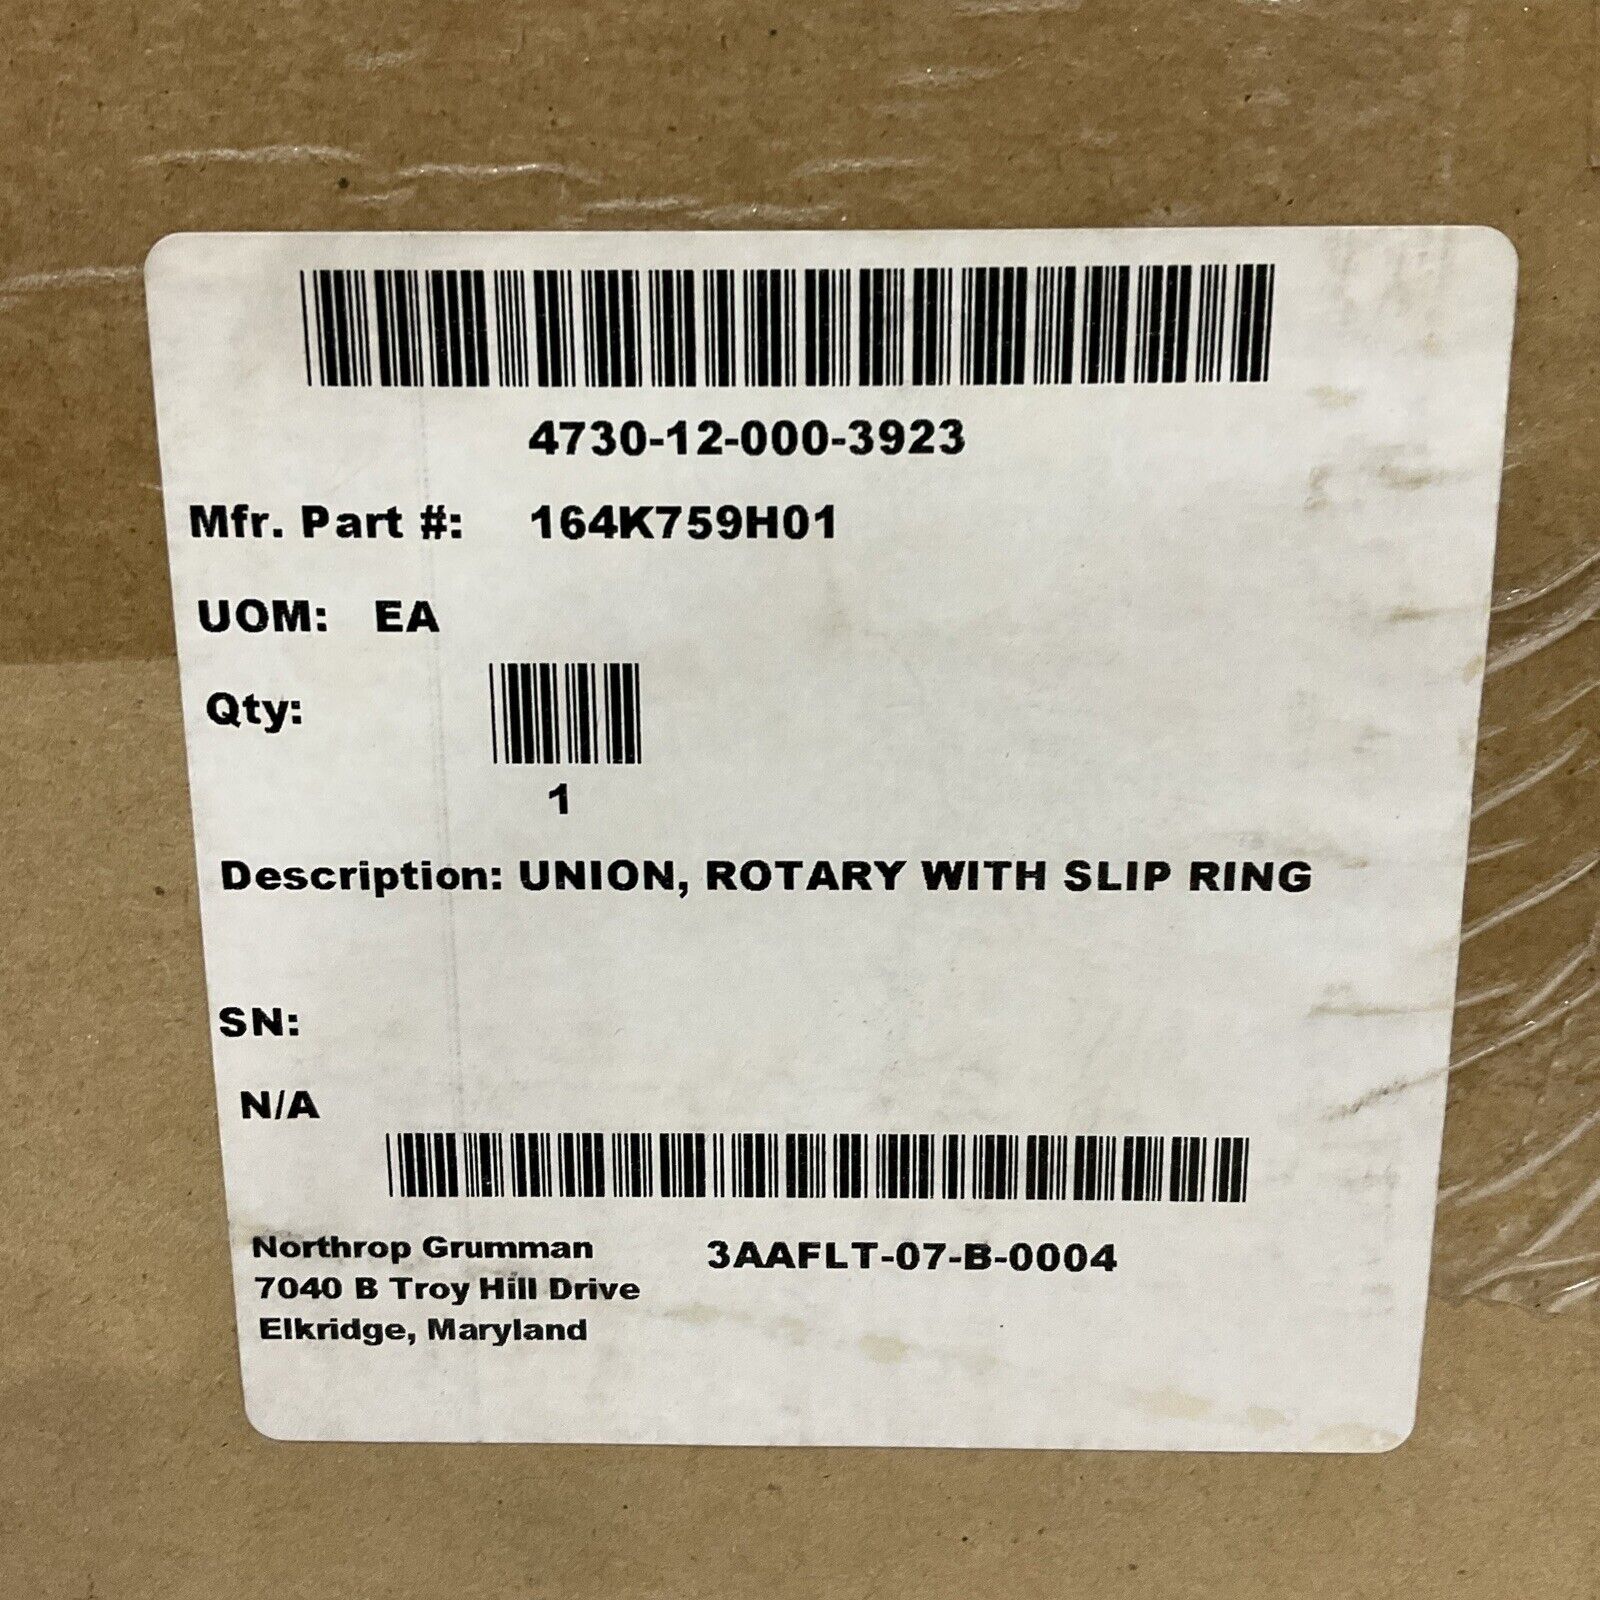 4730-12-000-3923
Mfr. Part #: 164K759H01
UOM: EA
Qty:
1
Description: UNION, ROTARY WITH SLIP RING
SN:
N/A
Northrop Grumman 3AAFLT-07-B-0004
7040 B Troy Hill Drive
Elkridge, Maryland